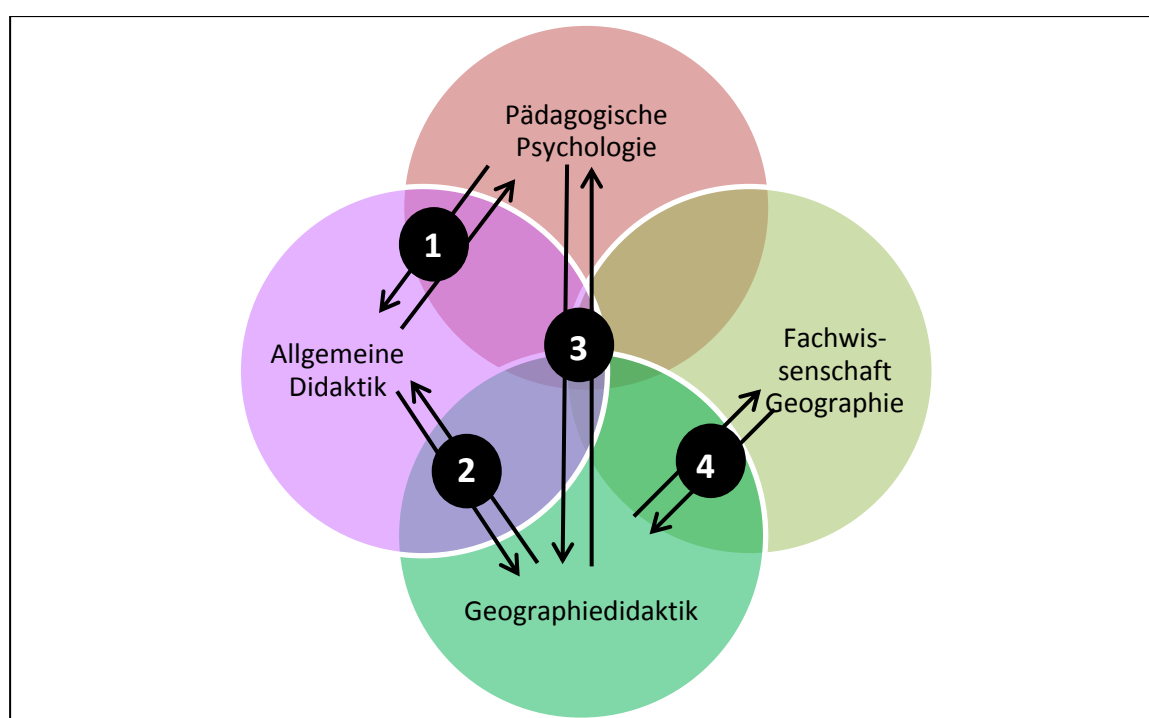 Pädagogische
Psychologie
1
3
Allgemeine
Didaktik
Fachwis-
senschaft
Geographie
2
4
Geographiedidaktik